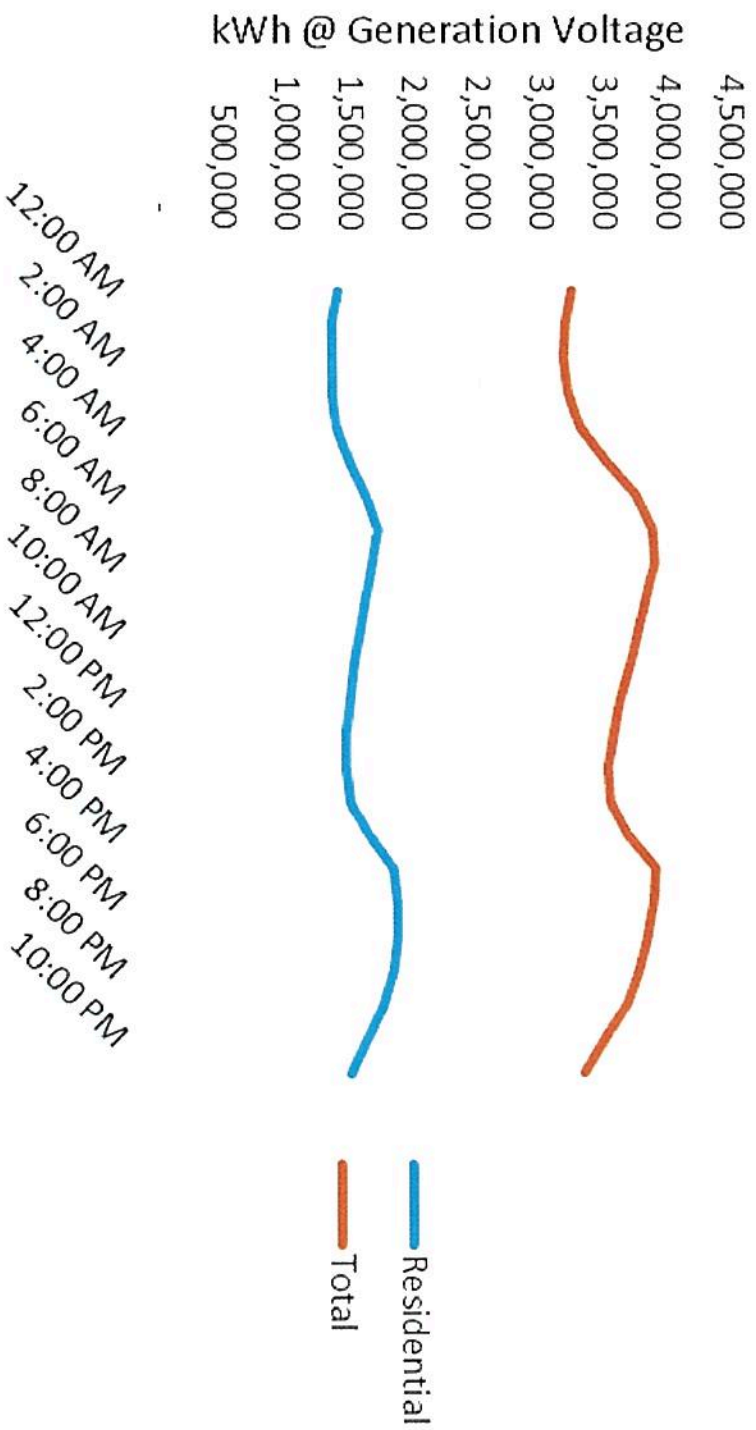 kWh @ Generation Voltage
4,500,000
4,000,000
3,500,000
3,000,000
2,500,000
2,000,000
1,500,000
1,000,000
500,000
-
12:00 AM
2:00 AM
4:00 AM
6:00 AM
8:00 AM
10:00 AM
12:00 PM
2:00 PM
4:00 PM
6:00 PM
8:00 PM
10:00 PM
Residential
Total